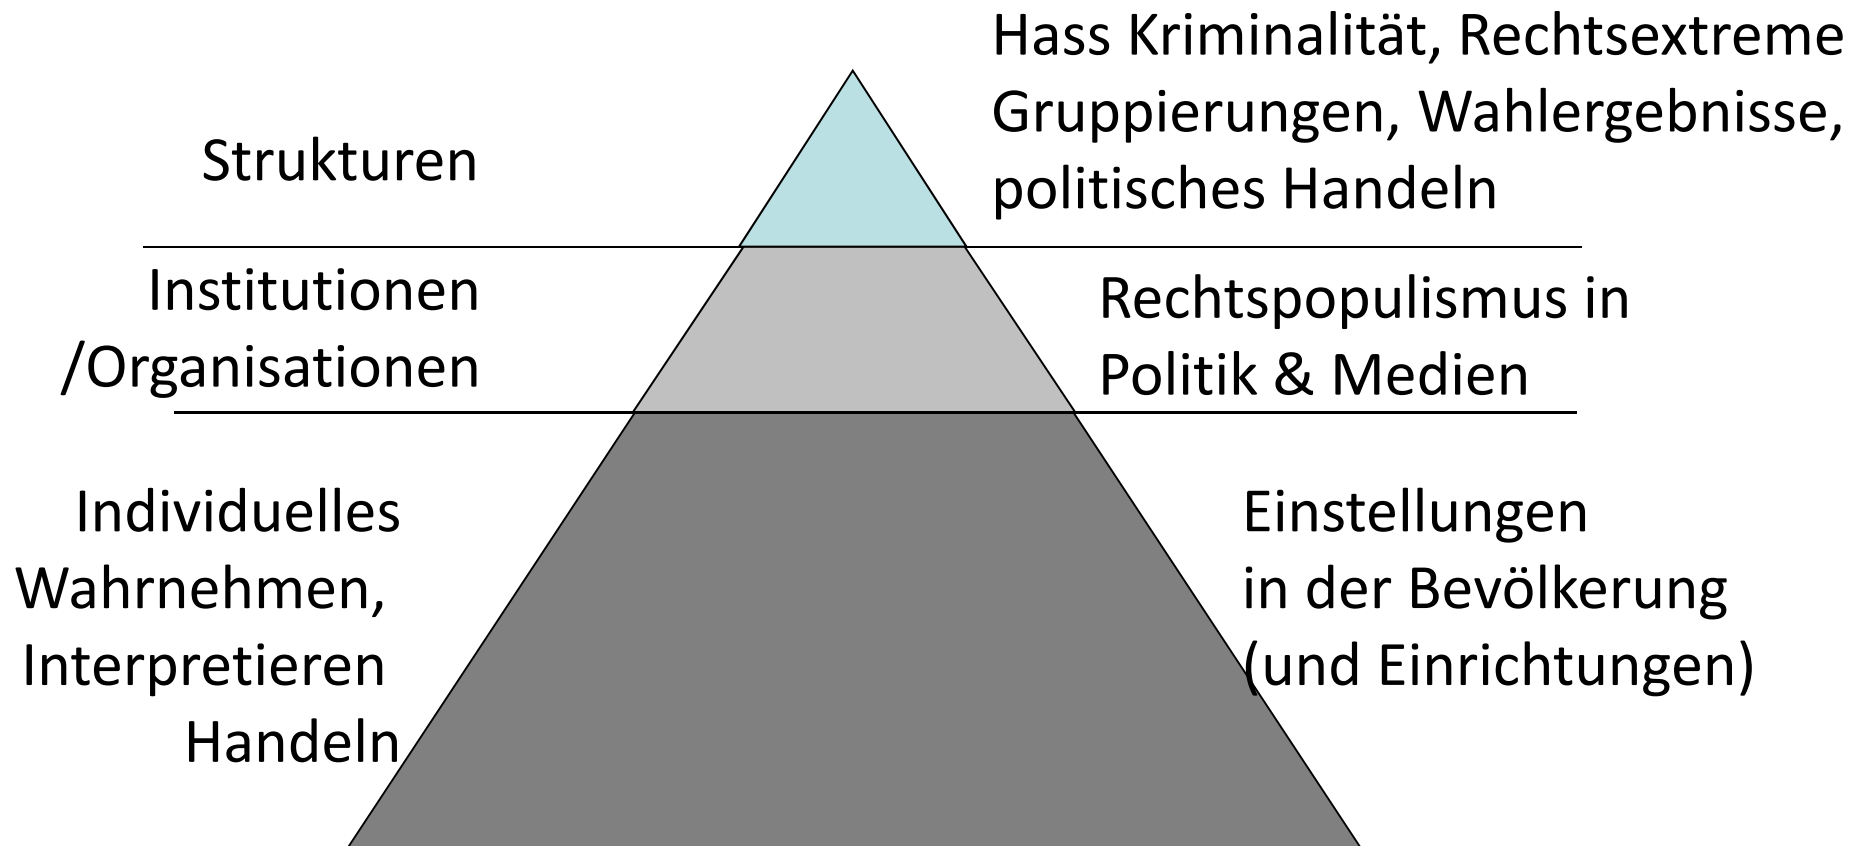 Hass Kriminalität, Rechtsextreme
Gruppierungen, Wahlergebnisse,
politisches Handeln
Strukturen
Institutionen
/Organisationen
Rechtspopulismus in
Politik & Medien
Individuelles
Wahrnehmen,
Interpretieren
Handeln
Einstellungen
in der Bevölkerung
(und Einrichtungen)